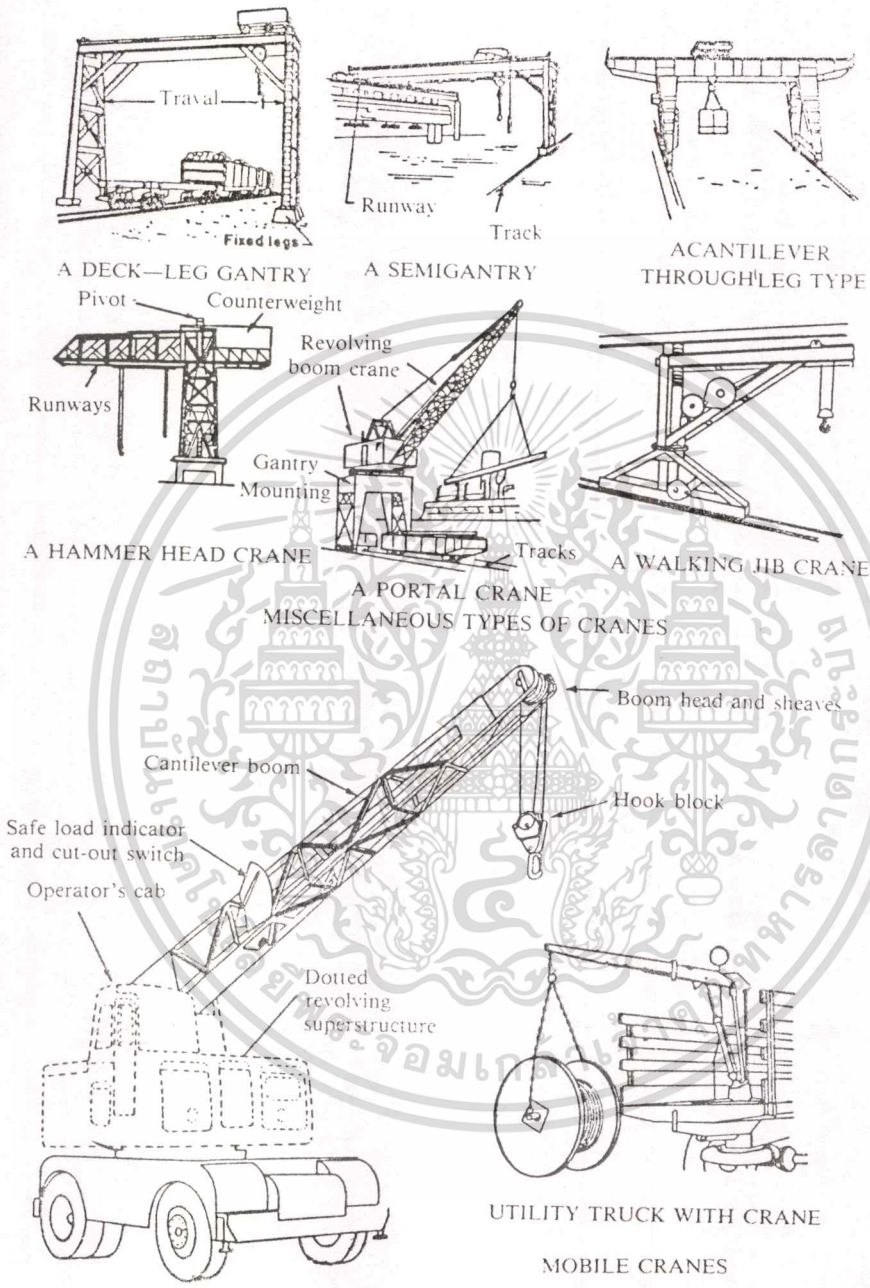 Traval
Fixed legs
A DECK—LEG GANTRY
Runway
Track
A SEMIGANTRY
ACANTILEVER
THROUGH LEG TYPE
Pivot
Counterweight
Runways
A HAMMER HEAD CRANE
Revolving
boom crane
Gantry
Mounting
Tracks
A PORTAL CRANE
A WALKING JIB CRANE
MISCELLANEOUS TYPES OF CRANES
Boom head and sheaves
Cantilever boom
Hook block
Safe load indicator
and cut-out switch
Operator's cab
Dotted
revolving
superstructure
UTILITY TRUCK WITH CRANE
MOBILE CRANES